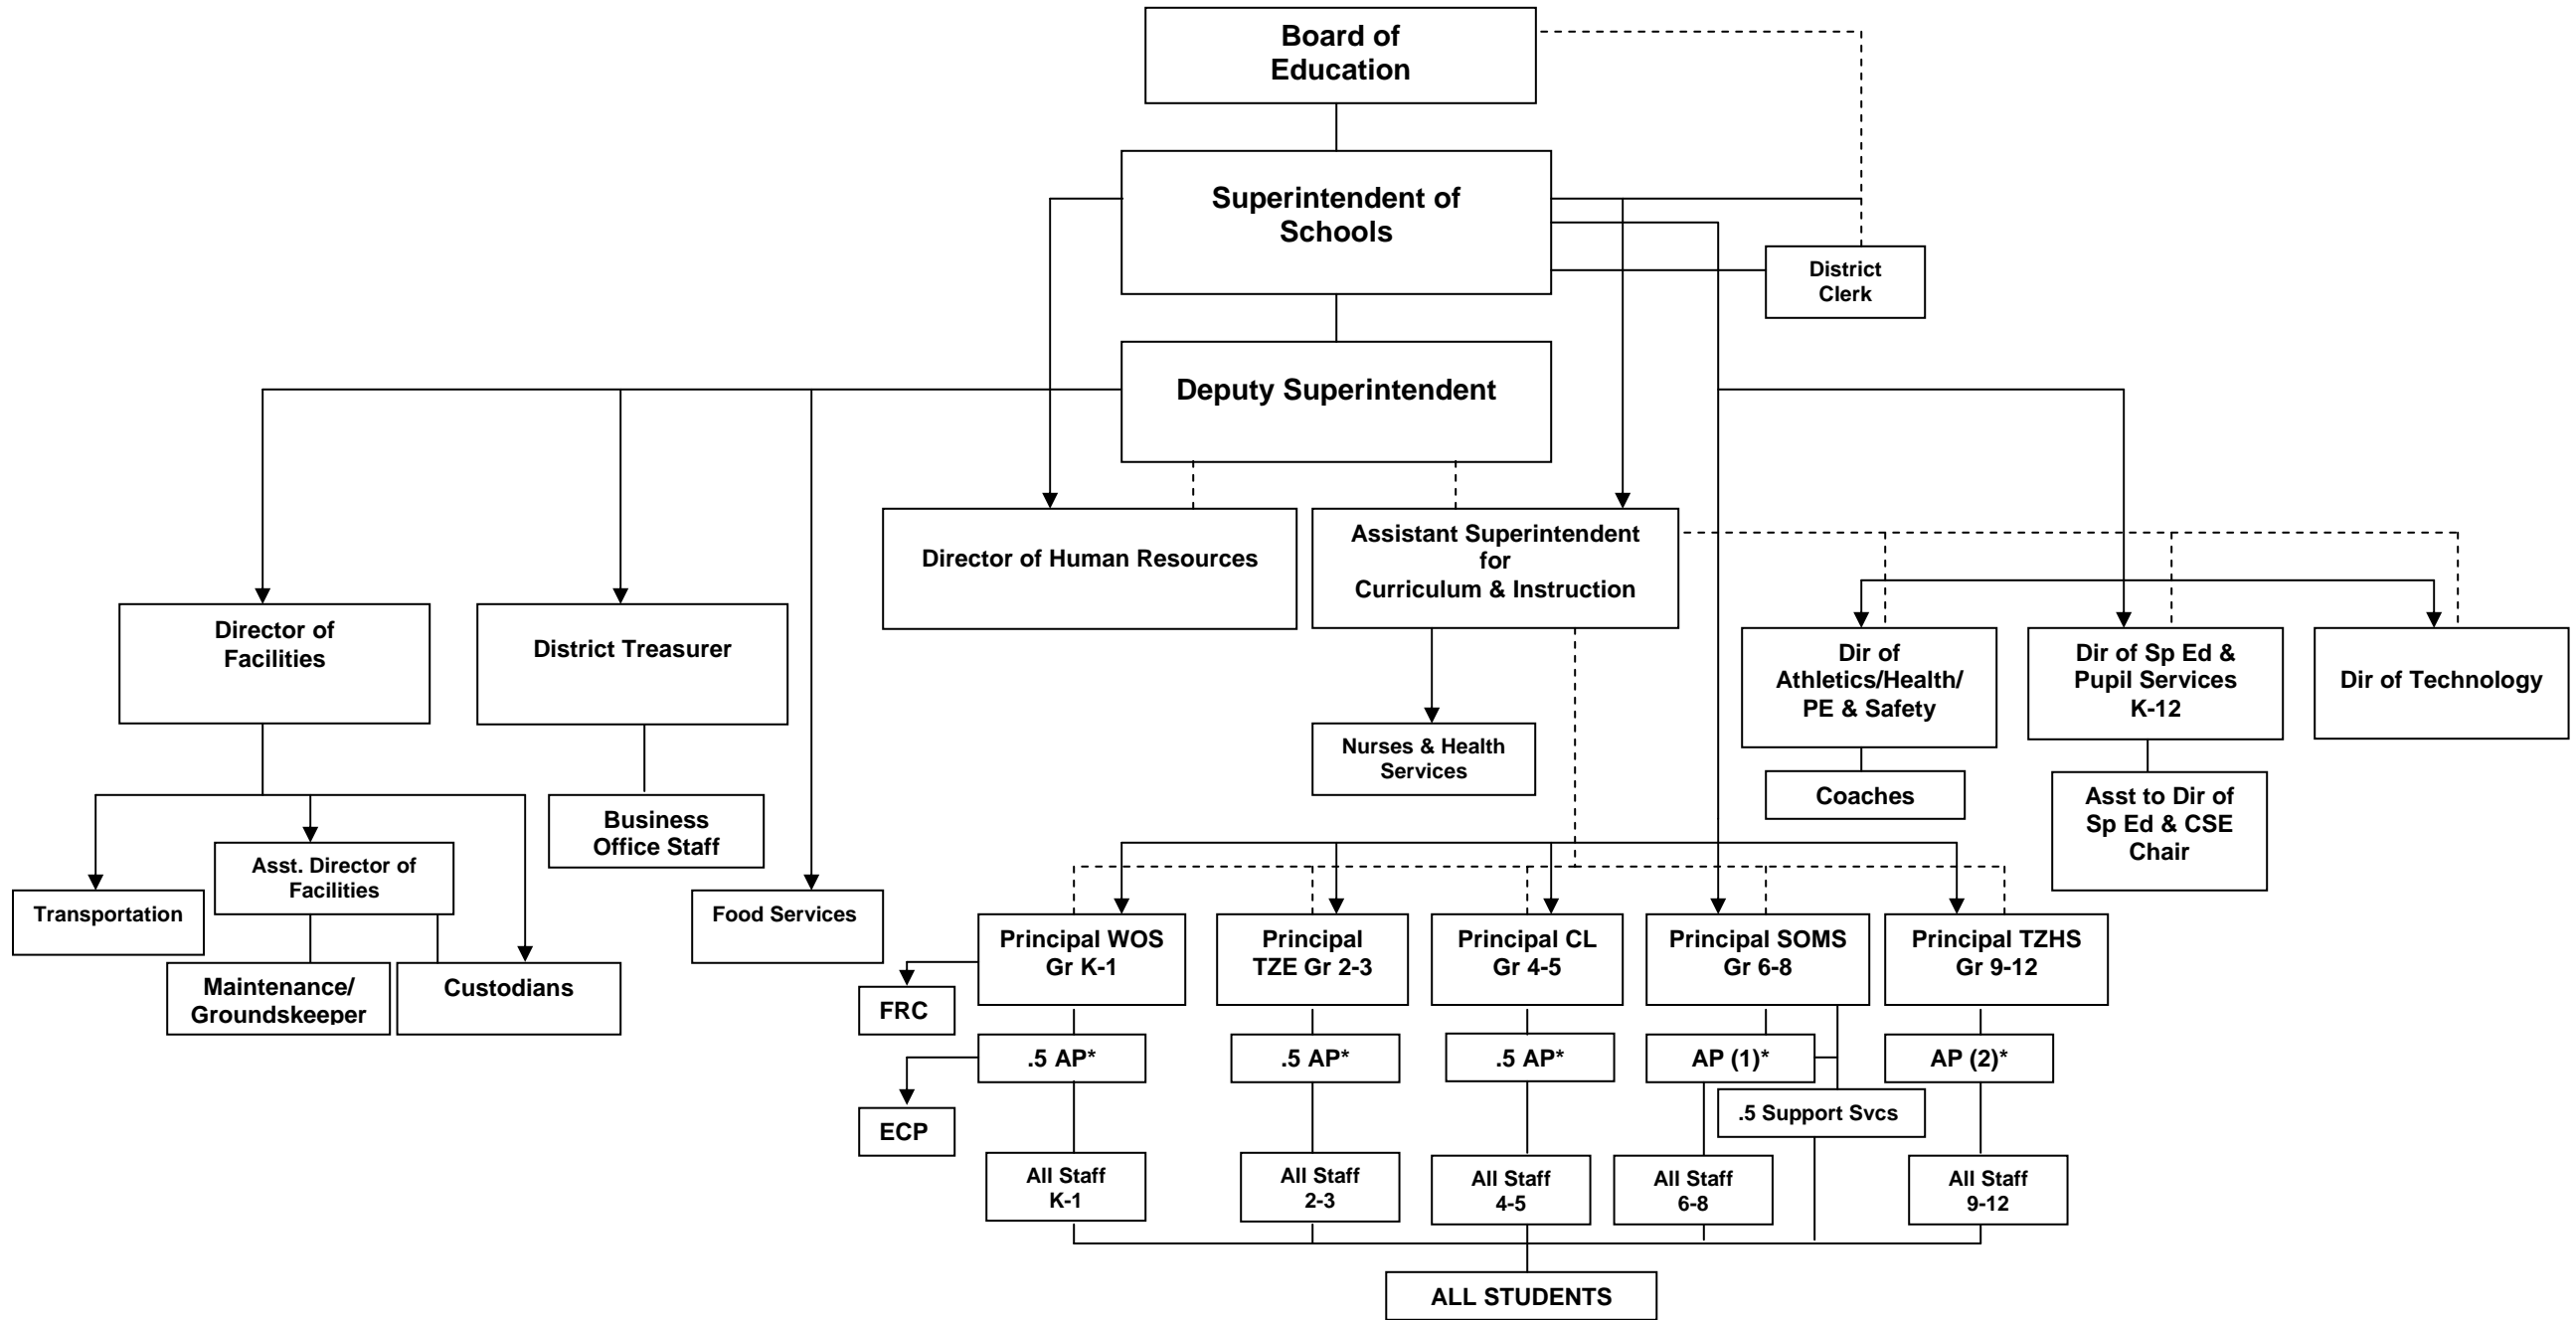 Board of
Education
Superintendent of
Schools
District
Clerk
Deputy Superintendent
Director of Human Resources
Assistant Superintendent
for
Curriculum & Instruction
Director of
Facilities
District Treasurer
Dir of
Athletics/Health/
PE & Safety
Dir of Sp Ed &
Pupil Services
K-12
Dir of Technology
Nurses & Health
Services
Coaches
Asst to Dir of
Sp Ed & CSE
Chair
Business
Office Staff
Asst. Director of
Facilities
Transportation
Food Services
Maintenance/
Groundskeeper
Custodians
Principal WOS
Gr K-1
Principal
TZE Gr 2-3
Principal CL
Gr 4-5
Principal SOMS
Gr 6-8
Principal TZHS
Gr 9-12
FRC
.5 AP*
.5 AP*
.5 AP*
AP (1)*
AP (2)*
ECP
.5 Support Svcs
All Staff
K-1
All Staff
2-3
All Staff
4-5
All Staff
6-8
All Staff
9-12
ALL STUDENTS